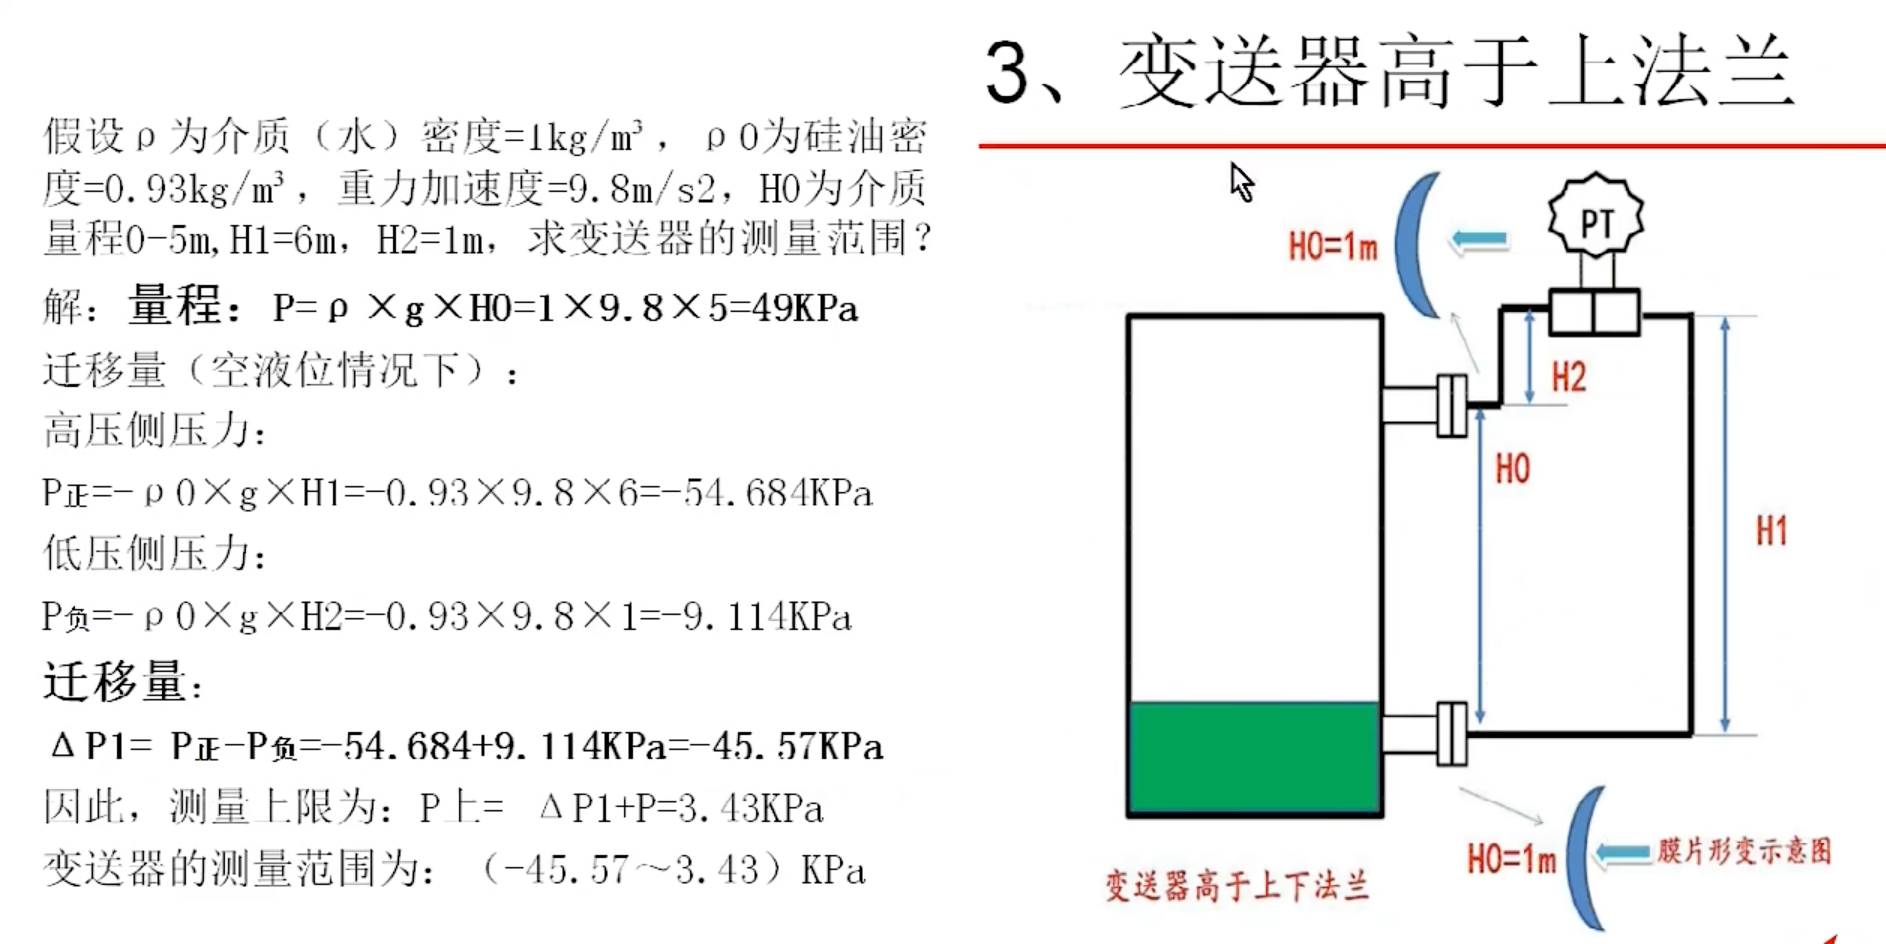 3、变送器高于上法兰
假设ρ为介质（水）密度=1kg/m³，ρ0为硅油密
度=0.93kg/m³，重力加速度=9.8m/s2，H0为介质
量程0-5m,H1=6m，H2=1m，求变送器的测量范围？
解：量程：P=ρ×g×H0=1×9.8×5=49KPa
迁移量（空液位情况下）：
高压侧压力：
P正=-ρ0×g×H1=-0.93×9.8×6=-54.684KPa
低压侧压力：
P负=-ρ0×g×H2=-0.93×9.8×1=-9.114KPa
迁移量：
ΔP1= P正-P负=-54.684+9.114KPa=-45.57KPa
因此，测量上限为：P上= ΔP1+P=3.43KPa
变送器的测量范围为：（-45.57～3.43）KPa
PT
H0=1m
H2
H0
H1
H0=1m
膜片形变示意图
变送器高于上下法兰